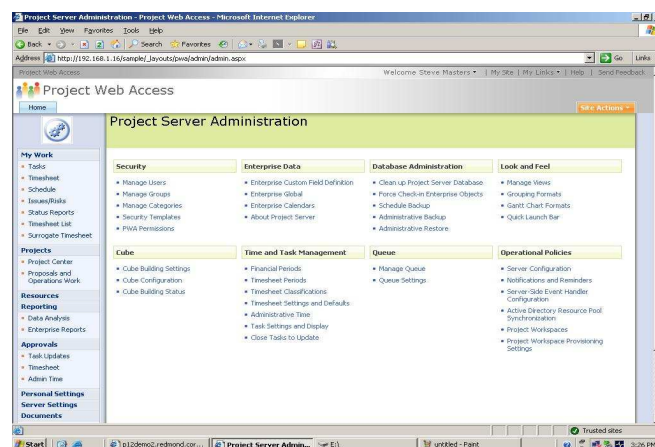 Project Server Administration - Project Web Access - Microsoft Internet Explorer
File Edit View Favorites Tools Help
Back Search Favorites
Address http://192.168.1.16/sample/_layouts/pwa/admin/admin.aspx Go Links
Project Web Access Welcome Steve Masters | My Site | My Links | Help | Send Feedback
Project Web Access
Home Site Actions
Project Server Administration
My Work
Tasks
Timesheet
Schedule
Issues/Risks
Status Reports
Timesheet List
Surrogate Timesheet
Projects
Project Center
Proposals and
Operations Work
Resources
Reporting
Data Analysis
Enterprise Reports
Approvals
Task Updates
Timesheet
Admin Time
Personal Settings
Server Settings
Documents
Security
Manage Users
Manage Groups
Manage Categories
Security Templates
PWA Permissions
Enterprise Data
Enterprise Custom Field Definition
Enterprise Global
Enterprise Calendars
About Project Server
Database Administration
Clean up Project Server Database
Force Check-in Enterprise Objects
Schedule Backup
Administrative Backup
Administrative Restore
Look and Feel
Manage Views
Grouping Formats
Gantt Chart Formats
Quick Launch Bar
Cube
Cube Building Settings
Cube Configuration
Cube Building Status
Time and Task Management
Financial Periods
Timesheet Periods
Timesheet Classifications
Timesheet Settings and Defaults
Administrative Time
Task Settings and Display
Close Tasks to Update
Queue
Manage Queue
Queue Settings
Operational Policies
Server Configuration
Notifications and Reminders
Server-Side Event Handler
Configuration
Active Directory Resource Pool
Synchronization
Project Workspaces
Project Workspace Provisioning
Settings
Trusted sites
Start p12demo2.redmond.cor... Project Server Admin... E:\ untitled - Paint 3:26 PM